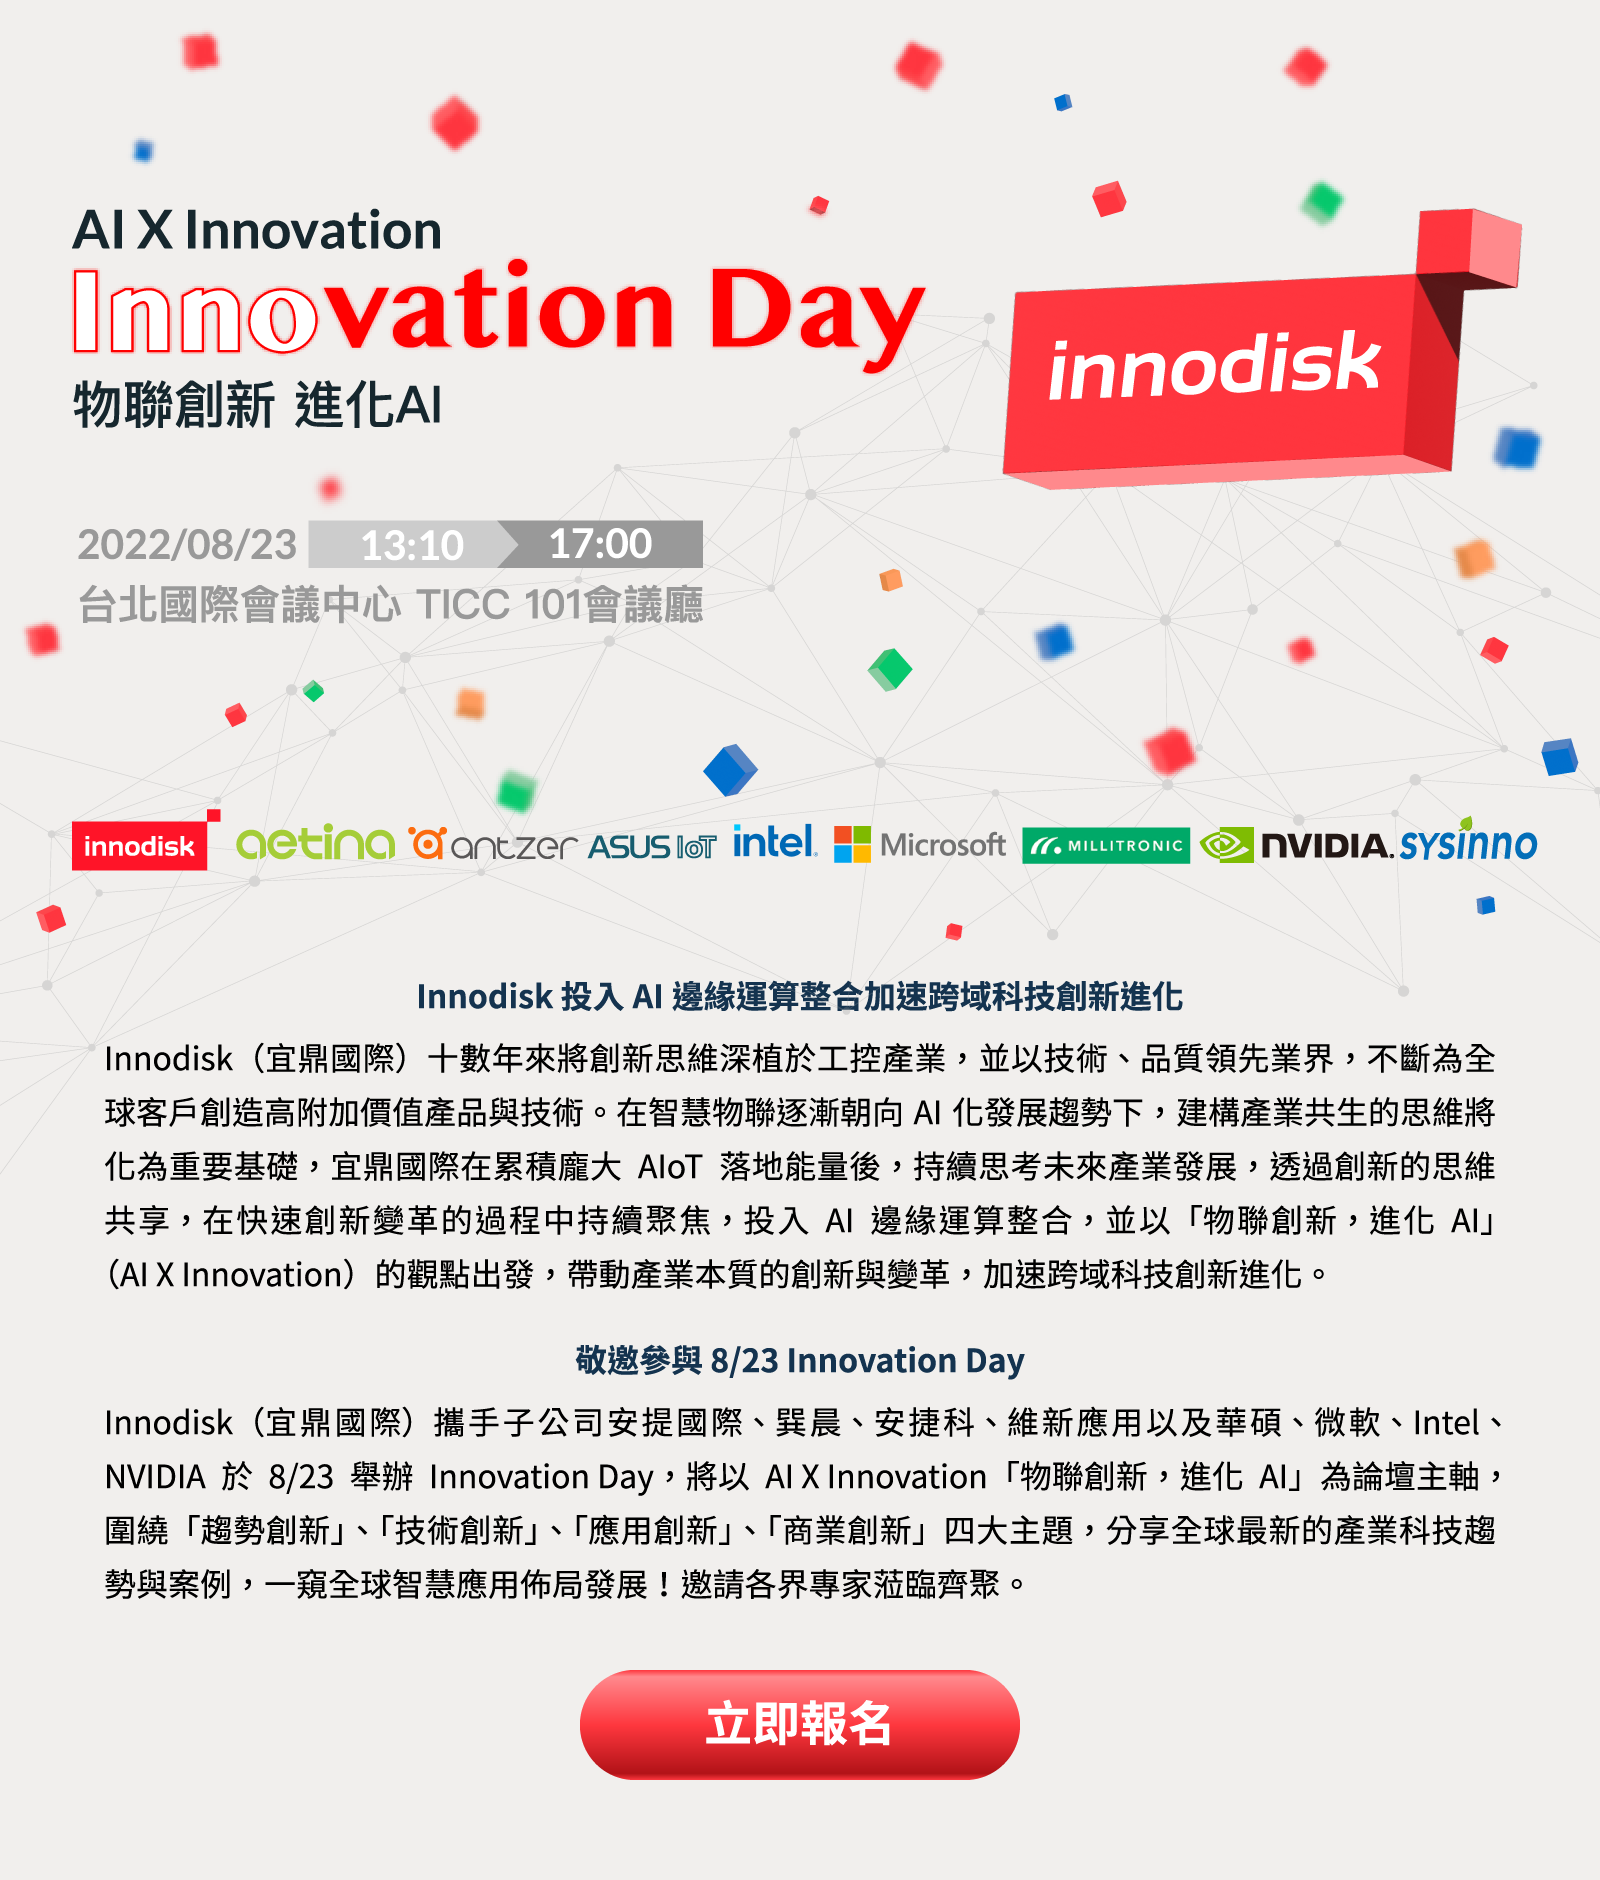 AI X Innovation
Innovation Day
物聯創新 進化AI
innodisk
2022/08/23 13:10 17:00
台北國際會議中心 TICC 101會議廳
innodisk aetina antzer ASUS IoT intel. Microsoft MILLITRONIC NVIDIA. sysinno
Innodisk 投入 AI 邊緣運算整合加速跨域科技創新進化
Innodisk（宜鼎國際）十數年來將創新思維深植於工控產業，並以技術、品質領先業界，不斷為全
球客戶創造高附加價值產品與技術。在智慧物聯逐漸朝向 AI 化發展趨勢下，建構產業共生的思維將
化為重要基礎，宜鼎國際在累積龐大 AIoT 落地能量後，持續思考未來產業發展，透過創新的思維
共享，在快速創新變革的過程中持續聚焦，投入 AI 邊緣運算整合，並以「物聯創新，進化 AI」
（AI X Innovation）的觀點出發，帶動產業本質的創新與變革，加速跨域科技創新進化。
敬邀參與 8/23 Innovation Day
Innodisk（宜鼎國際）攜手子公司安提國際、巽晨、安捷科、維新應用以及華碩、微軟、Intel、
NVIDIA 於 8/23 舉辦 Innovation Day，將以 AI X Innovation「物聯創新，進化 AI」為論壇主軸，
圍繞「趨勢創新」、「技術創新」、「應用創新」、「商業創新」四大主題，分享全球最新的產業科技趨
勢與案例，一窺全球智慧應用佈局發展！邀請各界專家蒞臨齊聚。
立即報名